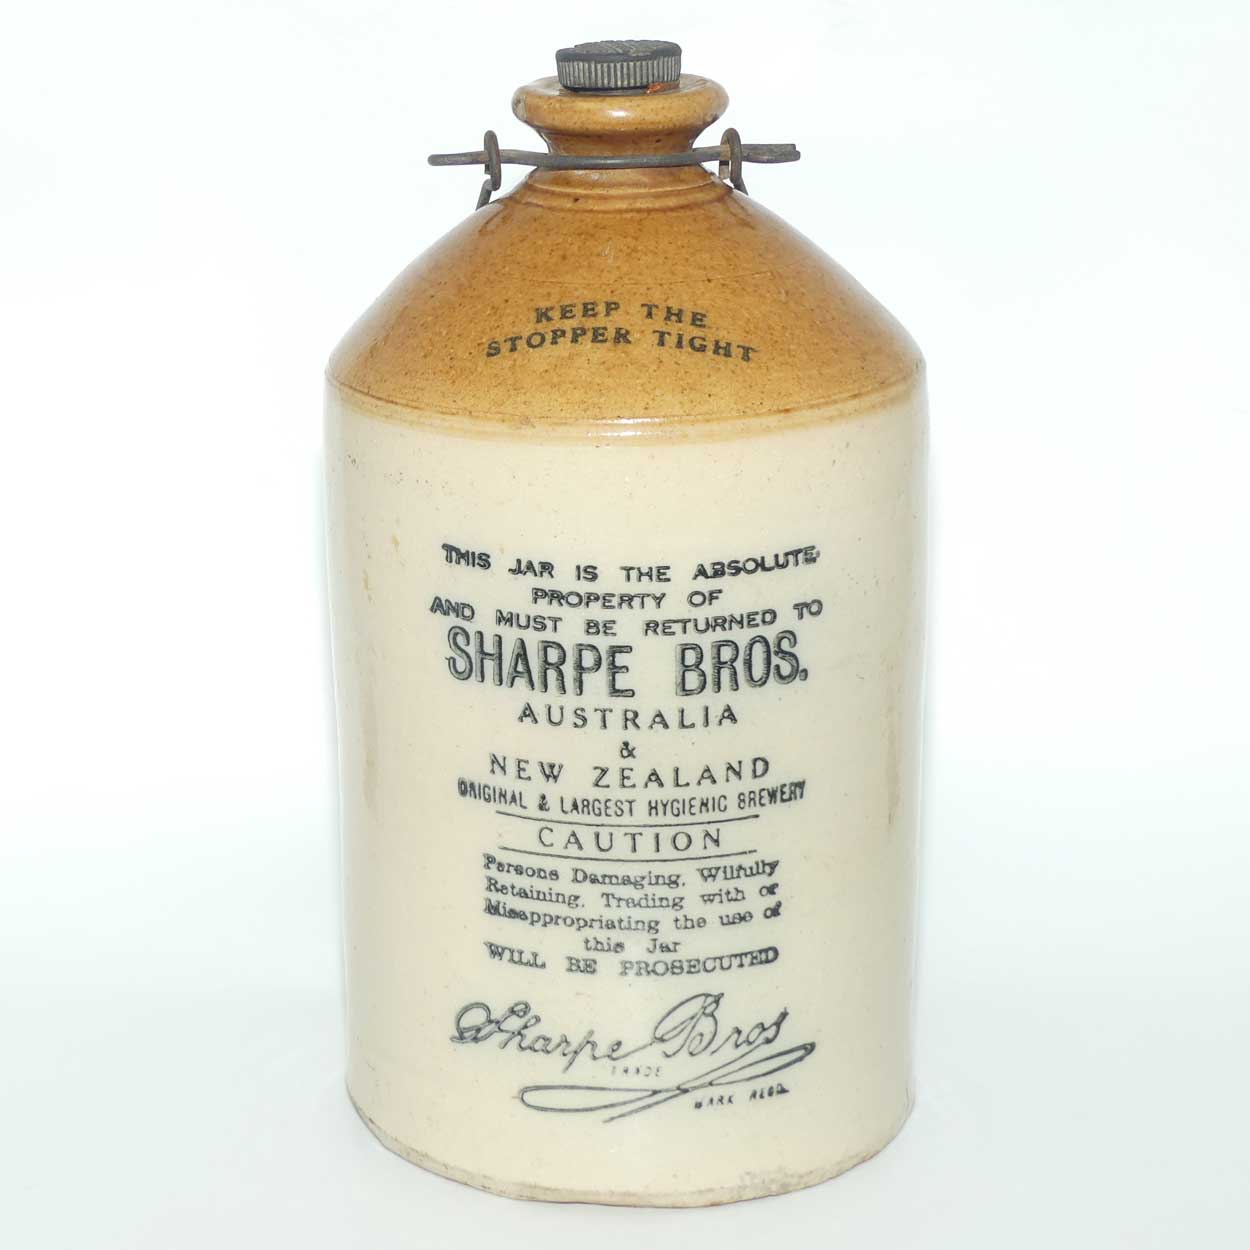 KEEP THE
STOPPER TIGHT
THIS JAR IS THE ABSOLUTE
PROPERTY OF
AND MUST BE RETURNED TO
SHARPE BROS.
AUSTRALIA
&
NEW ZEALAND
ORIGINAL & LARGEST HYGIENIC BREWERY
CAUTION
Persons Damaging, Wilfully
Retaining, Trading with or
Misappropriating the use of
this Jar
WILL BE PROSECUTED
Sharpe Bros
TRADE
MARK REGD